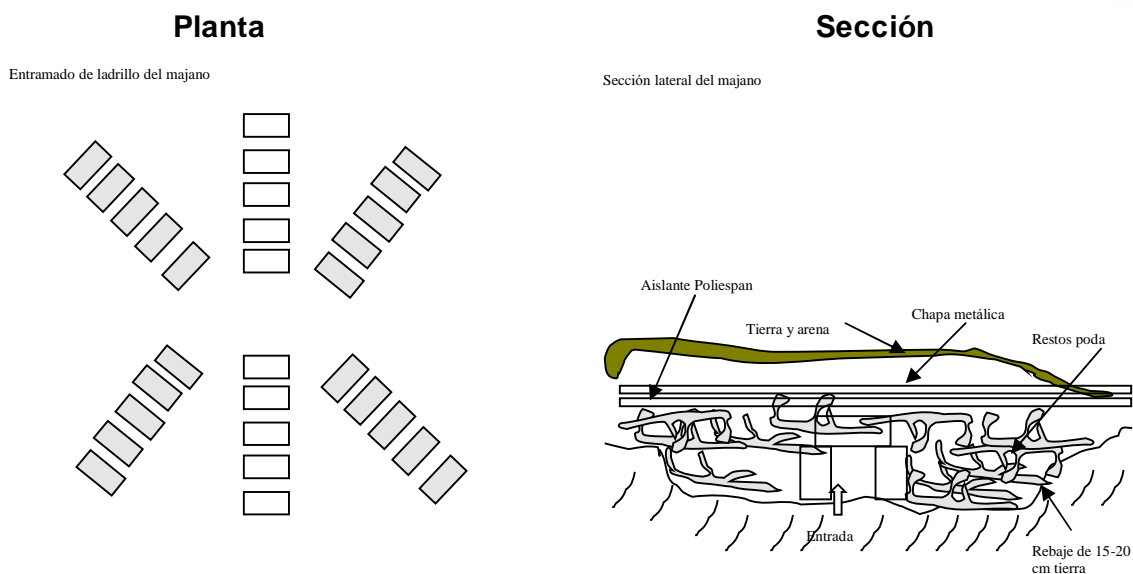 Planta
Sección
Entramado de ladrillo del majano
Sección lateral del majano
Aislante Poliespan
Chapa metálica
Tierra y arena
Restos poda
Entrada
Rebaje de 15-20
cm tierra